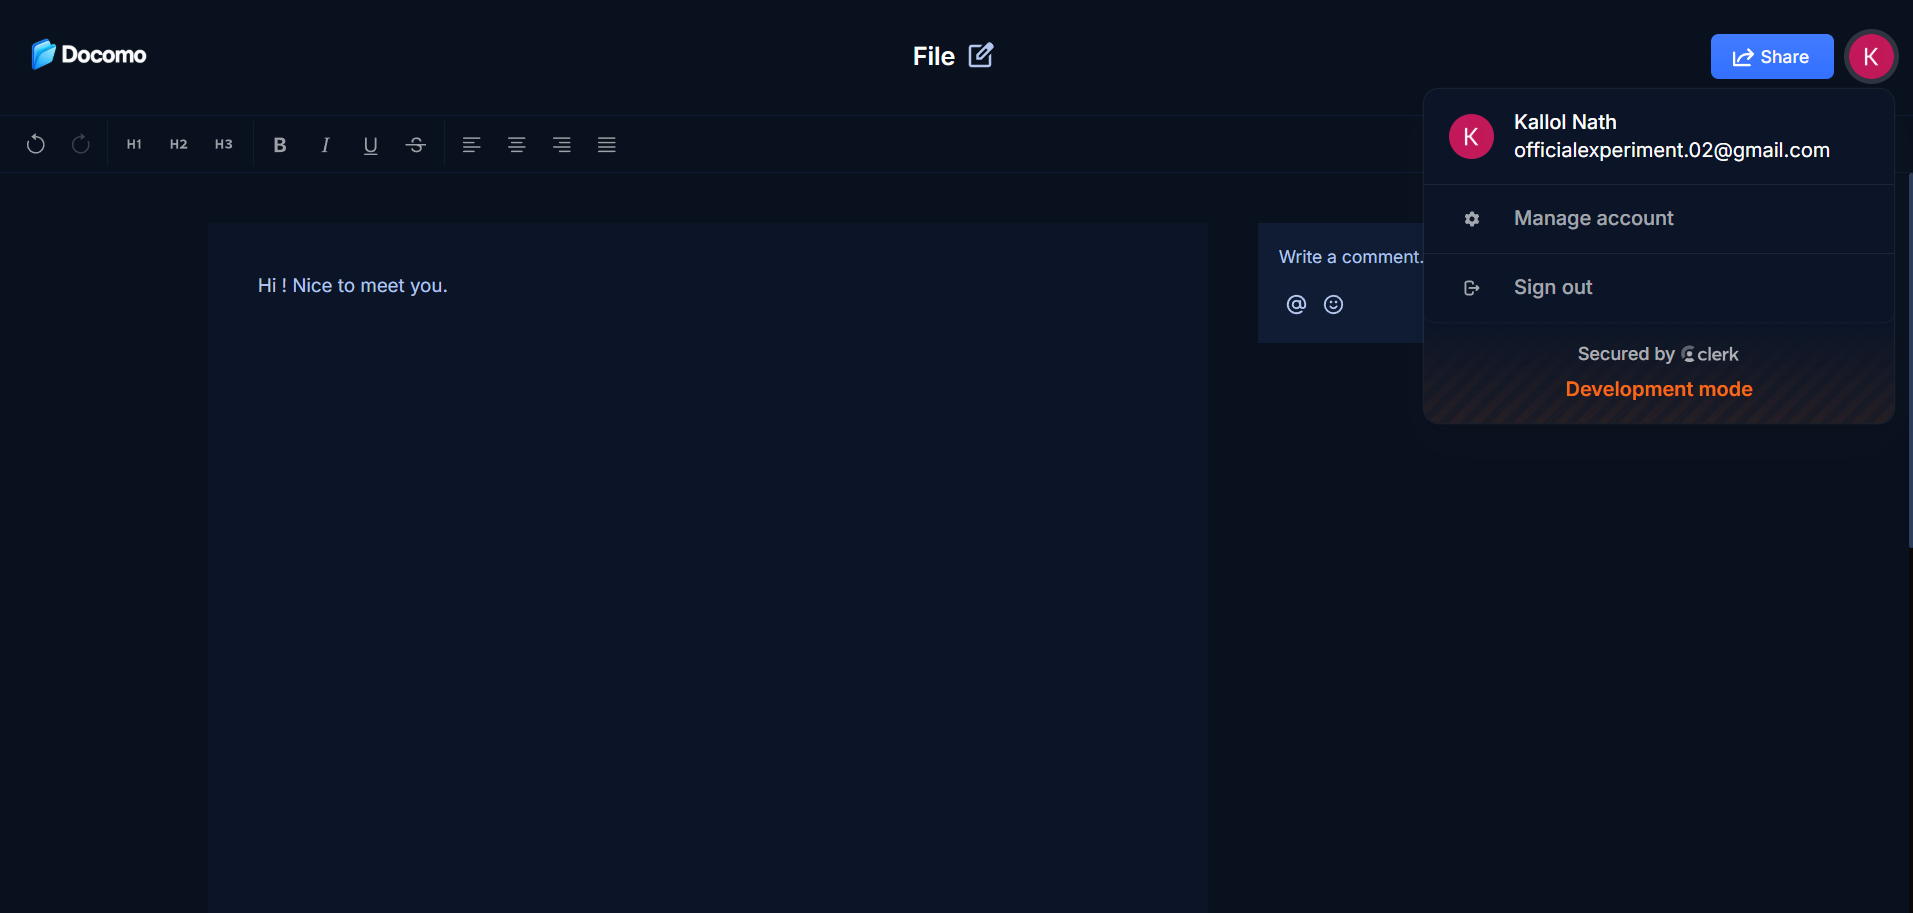 Docomo
File
Share
K
H1 H2 H3 B I U S
K
Kallol Nath
officialexperiment.02@gmail.com
Manage account
Sign out
Secured by clerk
Development mode
Hi ! Nice to meet you.
Write a comment.
@